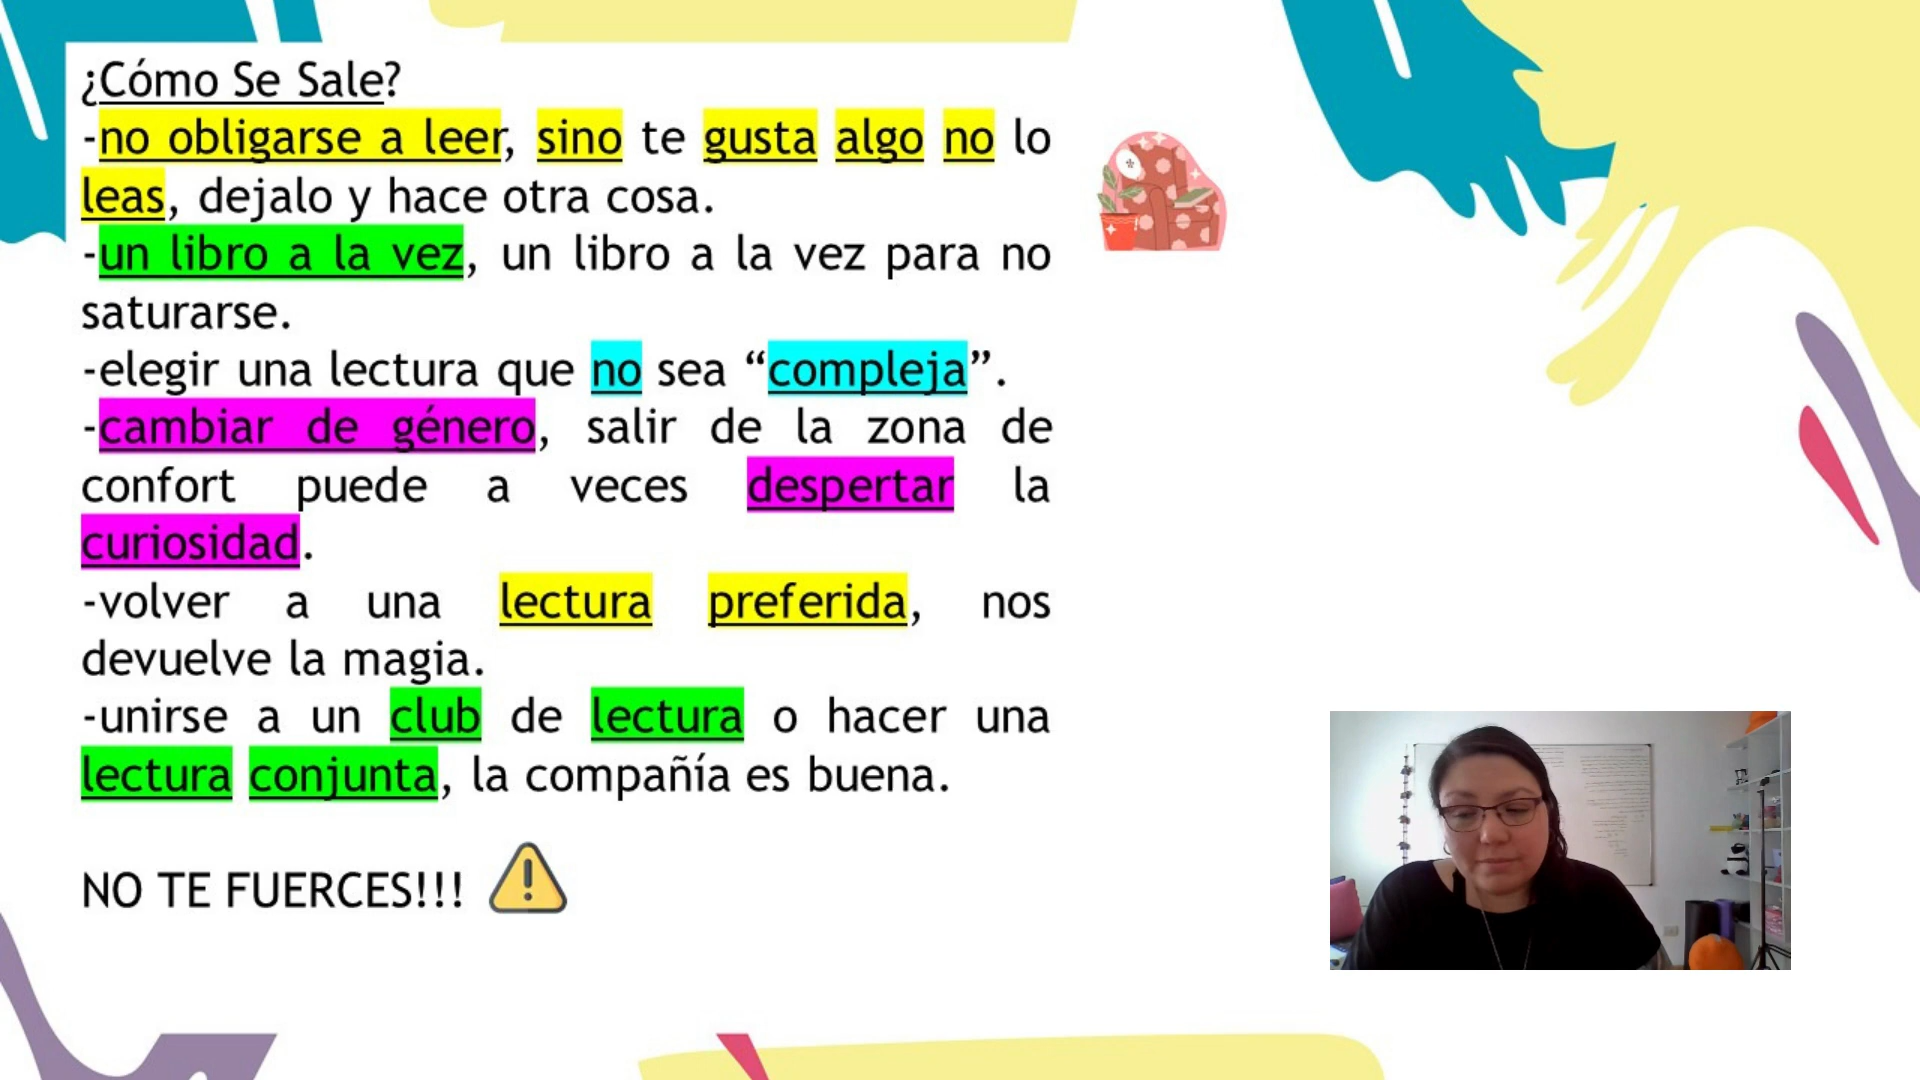 ¿Cómo Se Sale?
-no obligarse a leer, sino te gusta algo no lo
leas, dejalo y hace otra cosa.
-un libro a la vez, un libro a la vez para no
saturarse.
-elegir una lectura que no sea “compleja”.
-cambiar de género, salir de la zona de
confort puede a veces despertar la
curiosidad.
-volver a una lectura preferida, nos
devuelve la magia.
-unirse a un club de lectura o hacer una
lectura conjunta, la compañía es buena.
NO TE FUERCES!!!